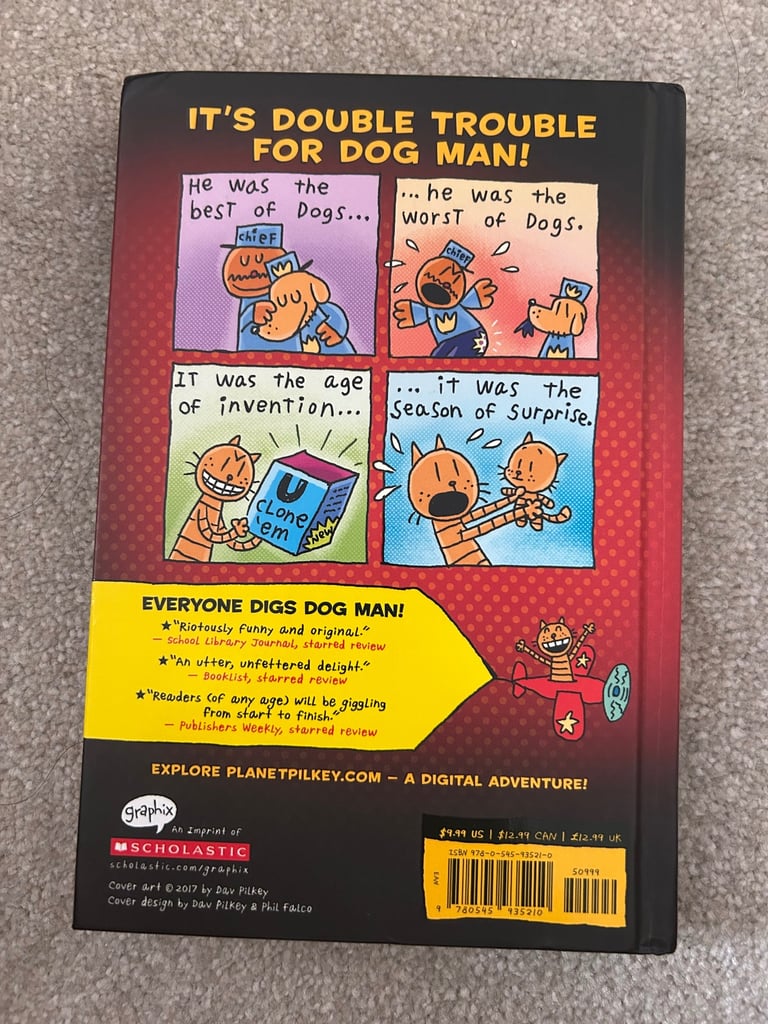 IT'S DOUBLE TROUBLE
FOR DOG MAN!
He was the
best of Dogs...
...he was the
worst of Dogs.
chief
chief
It was the age
of invention...
... it was the
Season of Surprise.
U
CLone
'em
New
EVERYONE DIGS DOG MAN!
★"Riotously funny and original."
— School Library Journal, starred review
★"An utter, unfettered delight."
— Booklist, starred review
★"Readers (of any age) will be giggling
from start to finish."
— Publishers Weekly, starred review
EXPLORE PLANETPILKEY.COM — A DIGITAL ADVENTURE!
graphix
An Imprint of
SCHOLASTIC
scholastic.com/graphix
Cover art © 2017 by Dav Pilkey
Cover design by Dav Pilkey & Phil Falco
$9.99 US | $12.99 CAN | £12.99 UK
ISBN 978-0-545-93521-0
50999
EAN
9 780545 935210